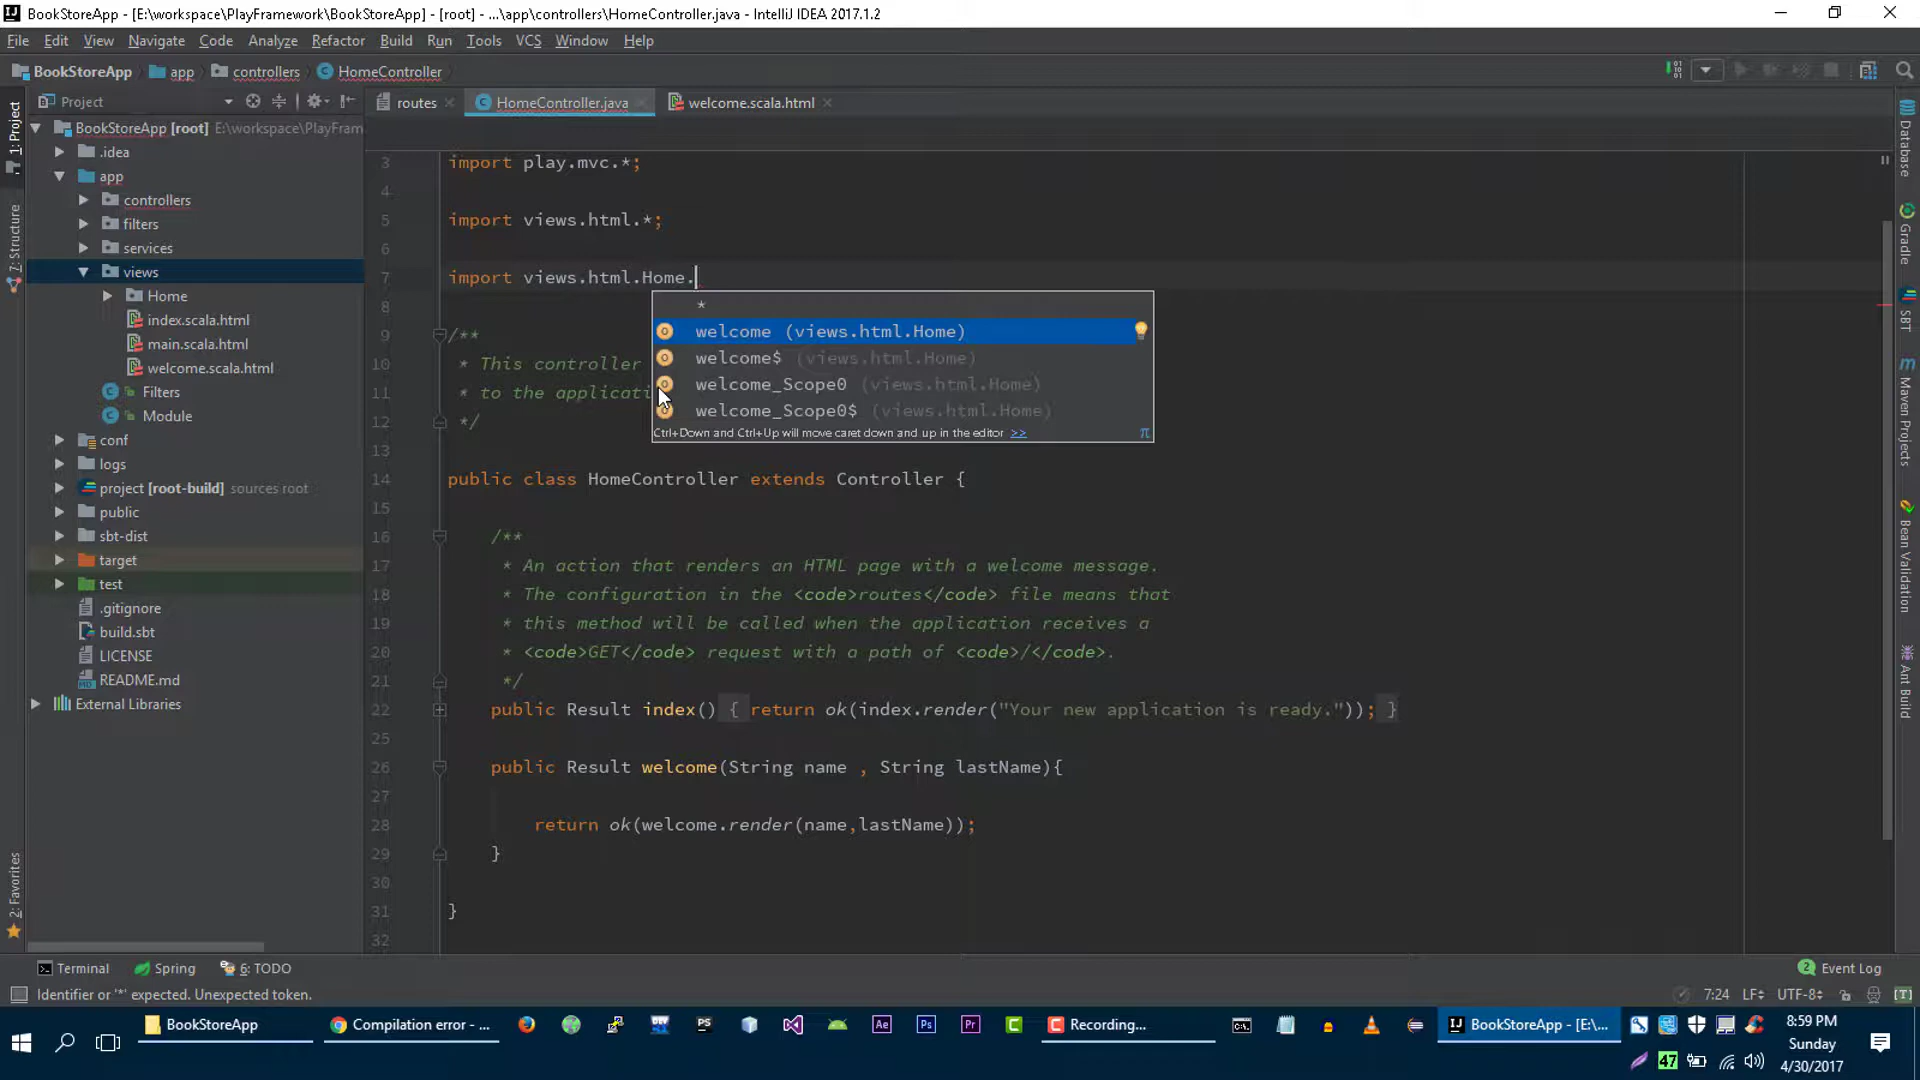 BookStoreApp - [E:\workspace\PlayFramework\BookStoreApp] - [root] - ...\app\controllers\HomeController.java - IntelliJ IDEA 2017.1.2
File Edit View Navigate Code Analyze Refactor Build Run Tools VCS Window Help
BookStoreApp app controllers HomeController
Project
routes HomeController.java welcome.scala.html
BookStoreApp [root] E:\workspace\PlayFram
.idea
app
controllers
filters
services
views
Home
index.scala.html
main.scala.html
welcome.scala.html
Filters
Module
conf
logs
project [root-build] sources root
public
sbt-dist
target
test
.gitignore
build.sbt
LICENSE
README.md
External Libraries
1: Project
7: Structure
2: Favorites
3 import play.mvc.*;
4
5 import views.html.*;
6
7 import views.html.Home.
8
9 /**
10 * This controller
11 * to the applicati
12 */
13
14 public class HomeController extends Controller {
15
16 /**
17 * An action that renders an HTML page with a welcome message.
18 * The configuration in the <code>routes</code> file means that
19 * this method will be called when the application receives a
20 * <code>GET</code> request with a path of <code>/</code>.
21 */
22 public Result index() { return ok(index.render("Your new application is ready.")); }
25
26 public Result welcome(String name , String lastName){
27
28 return ok(welcome.render(name,lastName));
29 }
30
31 }
32
*
welcome (views.html.Home)
welcome$ (views.html.Home)
welcome_Scope0 (views.html.Home)
welcome_Scope0$ (views.html.Home)
Ctrl+Down and Ctrl+Up will move caret down and up in the editor >> π
Database
Gradle
SBT
Maven Projects
Bean Validation
Ant Build
Terminal Spring 6: TODO 2 Event Log
Identifier or '*' expected. Unexpected token. 7:24 LF÷ UTF-8÷ [T]
BookStoreApp Compilation error - ... Recording... BookStoreApp - [E:\...
Ae Ps Pr C
47
8:59 PM
Sunday
4/30/2017